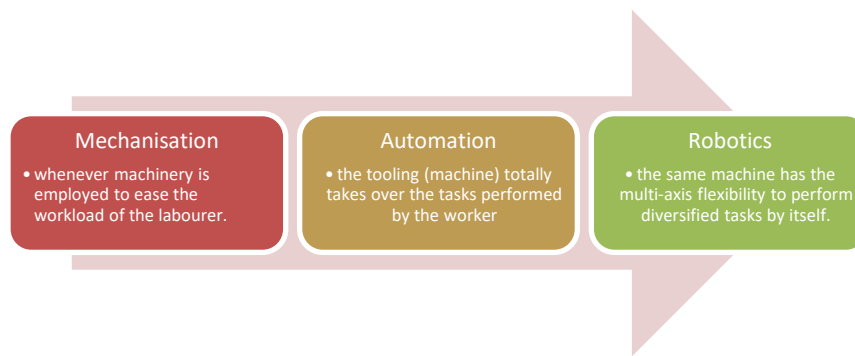 Mechanisation
• whenever machinery is
employed to ease the
workload of the labourer.
Automation
• the tooling (machine) totally
takes over the tasks performed
by the worker
Robotics
• the same machine has the
multi-axis flexibility to perform
diversified tasks by itself.